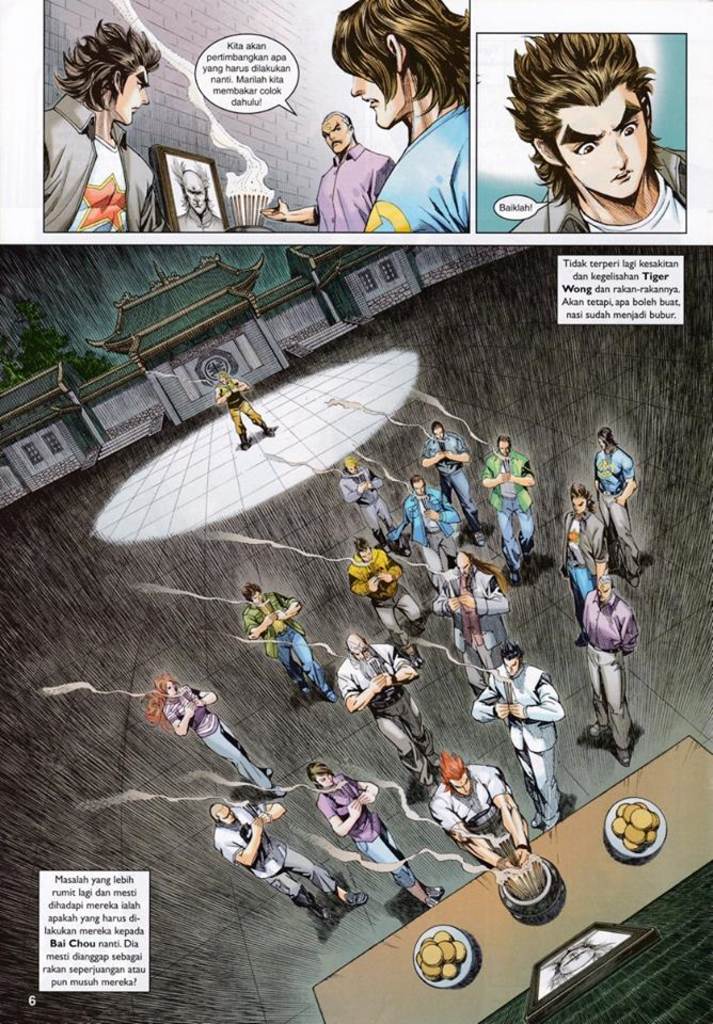 Kita akan
pertimbangkan apa
yang harus dilakukan
nanti. Marilah kita
membakar colok
dahulu!
Baiklah!
Tidak terperi lagi kesakitan
dan kegelisahan Tiger
Wong dan rakan-rakannya.
Akan tetapi, apa boleh buat,
nasi sudah menjadi bubur.
Masalah yang lebih
rumit lagi dan mesti
dihadapi mereka ialah
apakah yang harus di-
lakukan mereka kepada
Bai Chou nanti. Dia
mesti dianggap sebagai
rakan seperjuangan atau
pun musuh mereka?
6